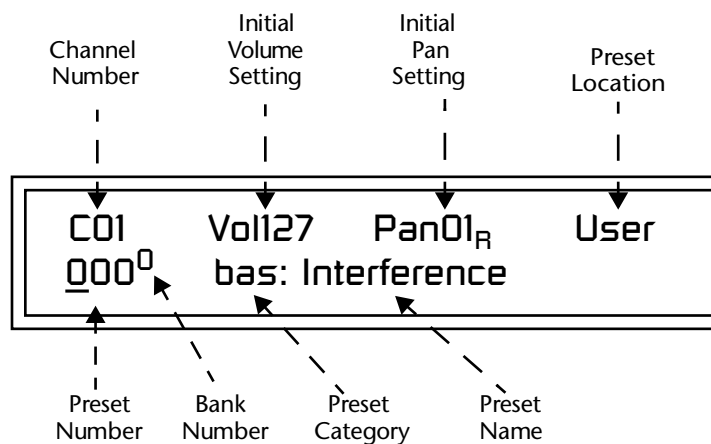 Channel
Number
Initial
Volume
Setting
Initial
Pan
Setting
Preset
Location
C01 Vol127 Pan01R User
000⁰ bas: Interference
Preset
Number
Bank
Number
Preset
Category
Preset
Name